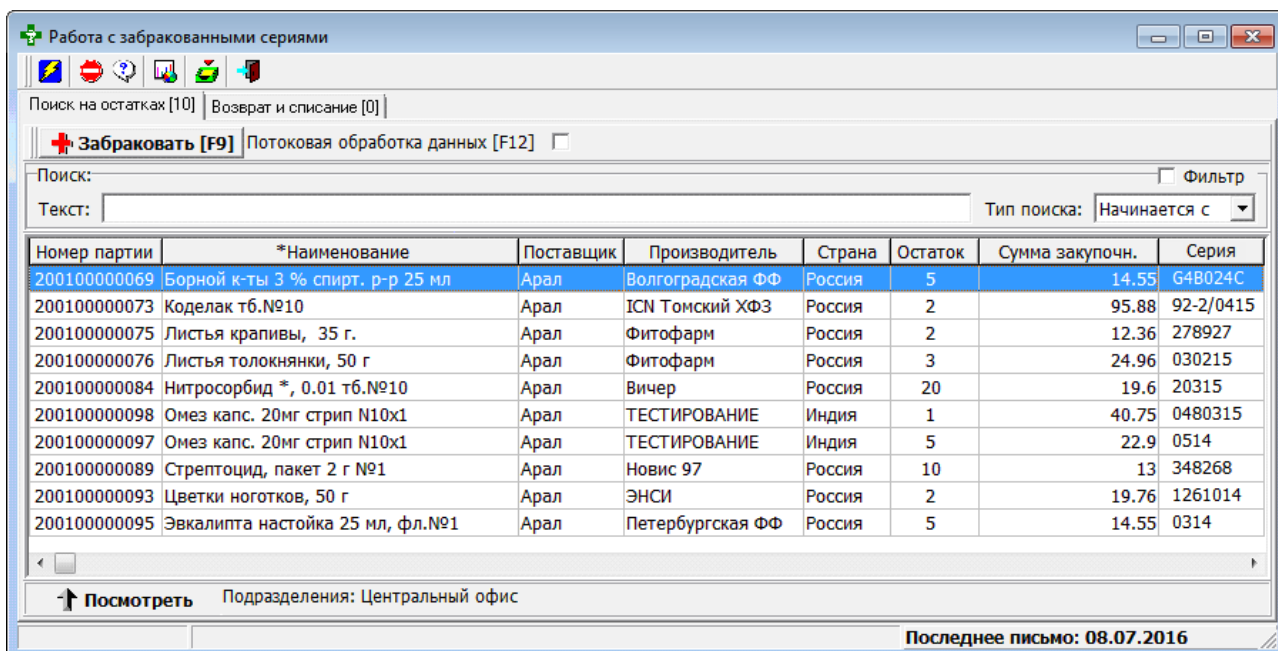 Работа с забракованными сериями
Поиск на остатках [10] Возврат и списание [0]
Забраковать [F9] Потоковая обработка данных [F12]
Поиск: Фильтр
Текст: Тип поиска: Начинается с
Номер партии *Наименование Поставщик Производитель Страна Остаток Сумма закупочн. Серия
200100000069 Борной к-ты 3 % спирт. р-р 25 мл Арал Волгоградская ФФ Россия 5 14.55 G4B024C
200100000073 Коделак тб.№10 Арал ICN Томский ХФЗ Россия 2 95.88 92-2/0415
200100000075 Листья крапивы, 35 г. Арал Фитофарм Россия 2 12.36 278927
200100000076 Листья толокнянки, 50 г Арал Фитофарм Россия 3 24.96 030215
200100000084 Нитросорбид *, 0.01 тб.№10 Арал Вичер Россия 20 19.6 20315
200100000098 Омез капс. 20мг стрип N10x1 Арал ТЕСТИРОВАНИЕ Индия 1 40.75 0480315
200100000097 Омез капс. 20мг стрип N10x1 Арал ТЕСТИРОВАНИЕ Индия 5 22.9 0514
200100000089 Стрептоцид, пакет 2 г №1 Арал Новис 97 Россия 10 13 348268
200100000093 Цветки ноготков, 50 г Арал ЭНСИ Россия 2 19.76 1261014
200100000095 Эвкалипта настойка 25 мл, фл.№1 Арал Петербургская ФФ Россия 5 14.55 0314
Посмотреть Подразделения: Центральный офис
Последнее письмо: 08.07.2016